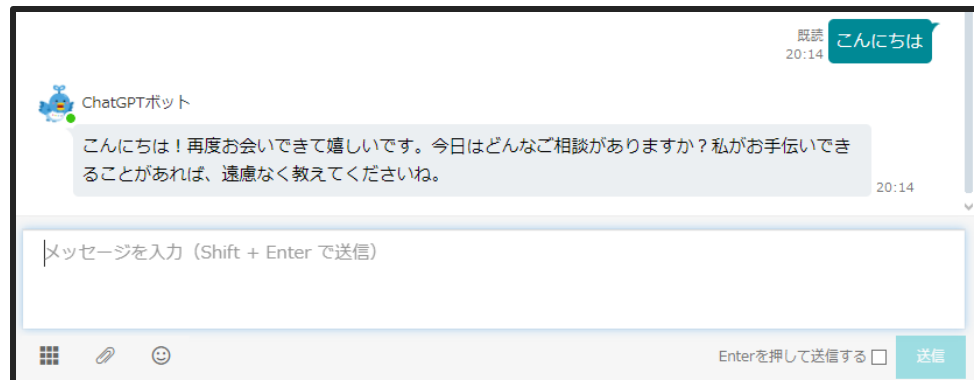 既読
20:14
こんにちは
ChatGPTボット
こんにちは！再度お会いできて嬉しいです。今日はどんなご相談がありますか？私がお手伝いでき
ることがあれば、遠慮なく教えてくださいね。
20:14
メッセージを入力（Shift + Enter で送信）
Enterを押して送信する
送信